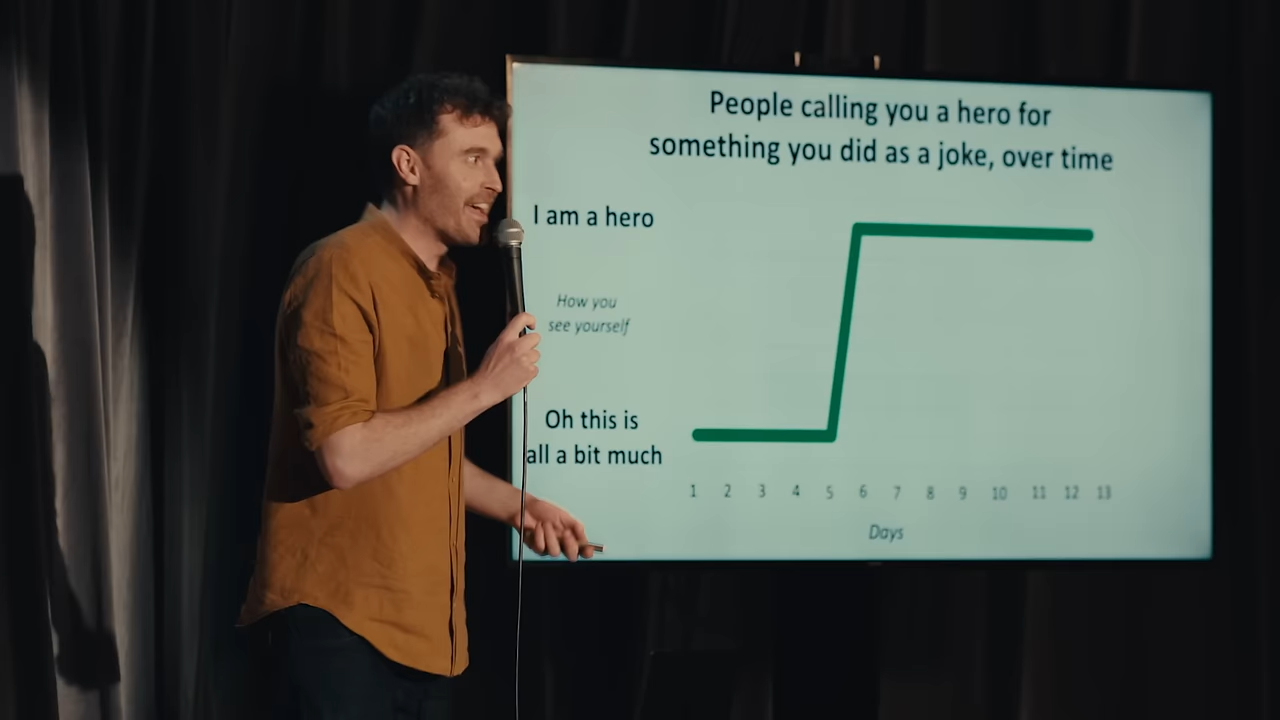 People calling you a hero for
something you did as a joke, over time
I am a hero
How you
see yourself
Oh this is
all a bit much
1 2 3 4 5 6 7 8 9 10 11 12 13
Days